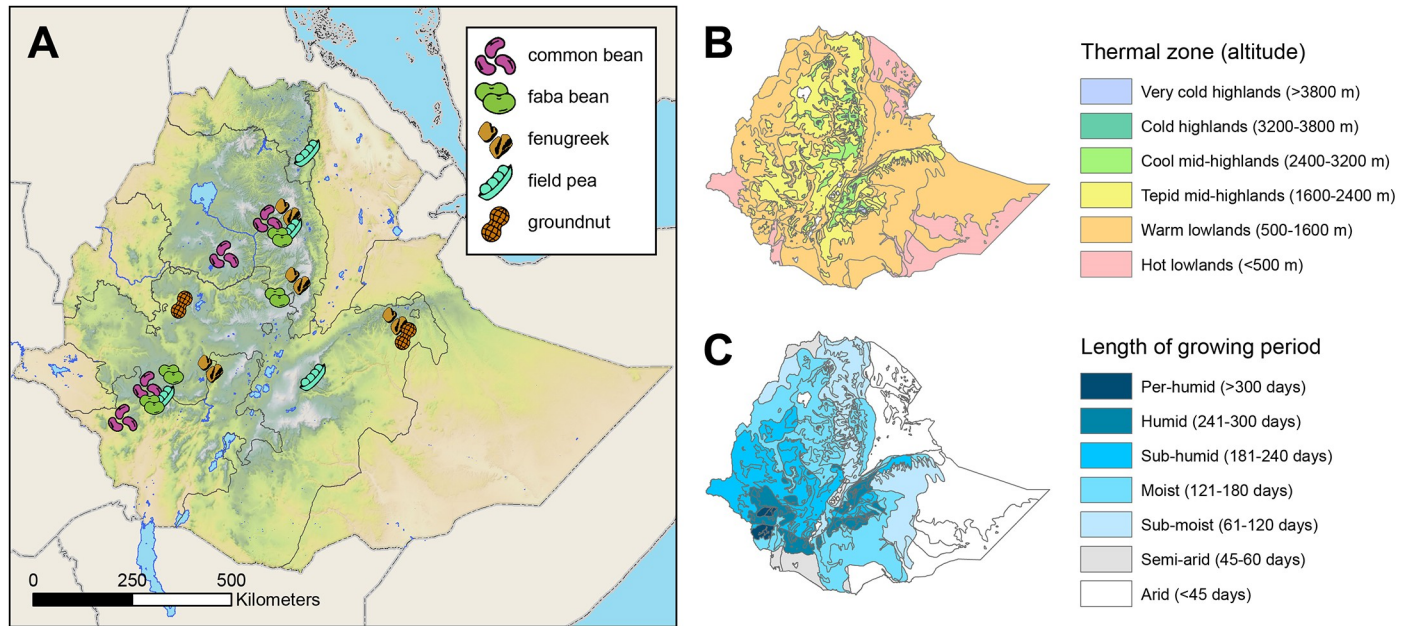 A
common bean
faba bean
fenugreek
field pea
groundnut
0 250 500
Kilometers
B
Thermal zone (altitude)
Very cold highlands (>3800 m)
Cold highlands (3200-3800 m)
Cool mid-highlands (2400-3200 m)
Tepid mid-highlands (1600-2400 m)
Warm lowlands (500-1600 m)
Hot lowlands (<500 m)
C
Length of growing period
Per-humid (>300 days)
Humid (241-300 days)
Sub-humid (181-240 days)
Moist (121-180 days)
Sub-moist (61-120 days)
Semi-arid (45-60 days)
Arid (<45 days)